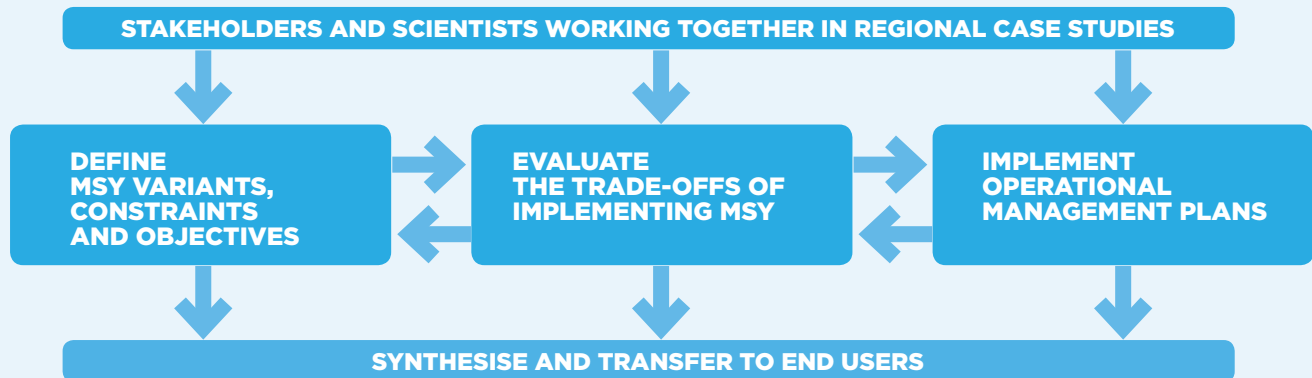 STAKEHOLDERS AND SCIENTISTS WORKING TOGETHER IN REGIONAL CASE STUDIES
DEFINE
MSY VARIANTS,
CONSTRAINTS
AND OBJECTIVES
EVALUATE
THE TRADE-OFFS OF
IMPLEMENTING MSY
IMPLEMENT
OPERATIONAL
MANAGEMENT PLANS
SYNTHESISE AND TRANSFER TO END USERS